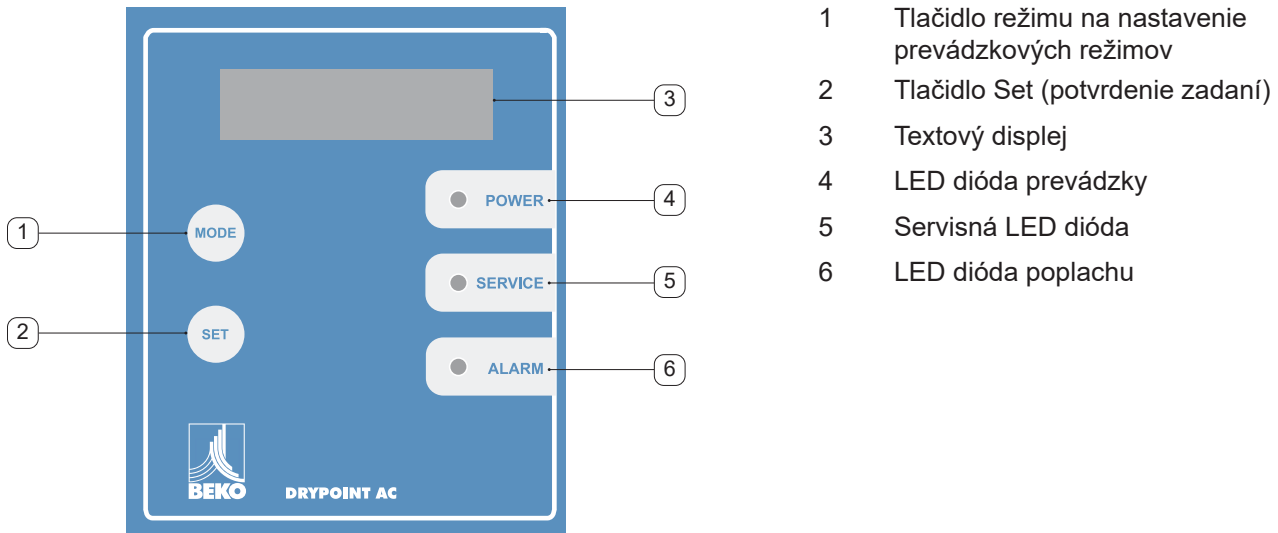 3
POWER
4
1
MODE
SERVICE
5
2
SET
ALARM
6
BEKO
DRYPOINT AC
1 Tlačidlo režimu na nastavenie
prevádzkových režimov
2 Tlačidlo Set (potvrdenie zadaní)
3 Textový displej
4 LED dióda prevádzky
5 Servisná LED dióda
6 LED dióda poplachu